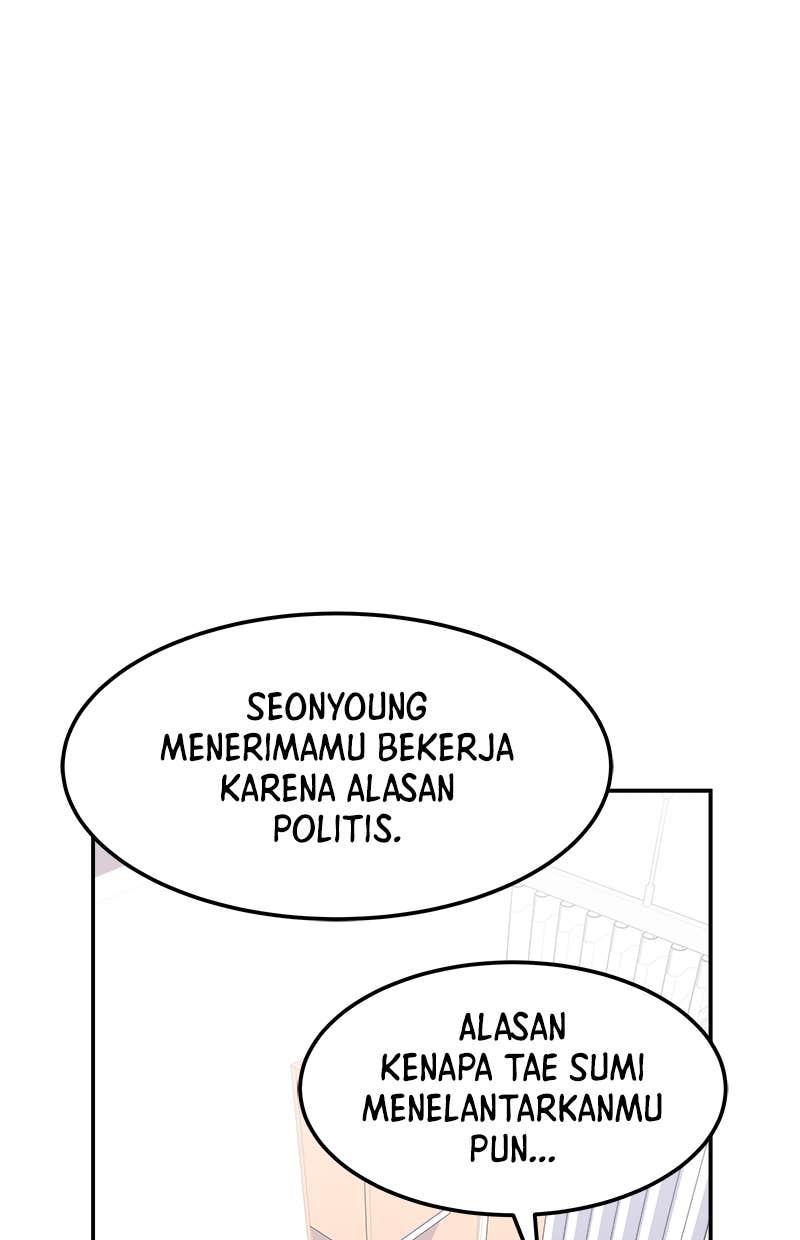 SEONYOUNG
MENERIMAMU BEKERJA
KARENA ALASAN
POLITIS.
ALASAN
KENAPA TAE SUMI
MENELANTARKANMU
PUN...